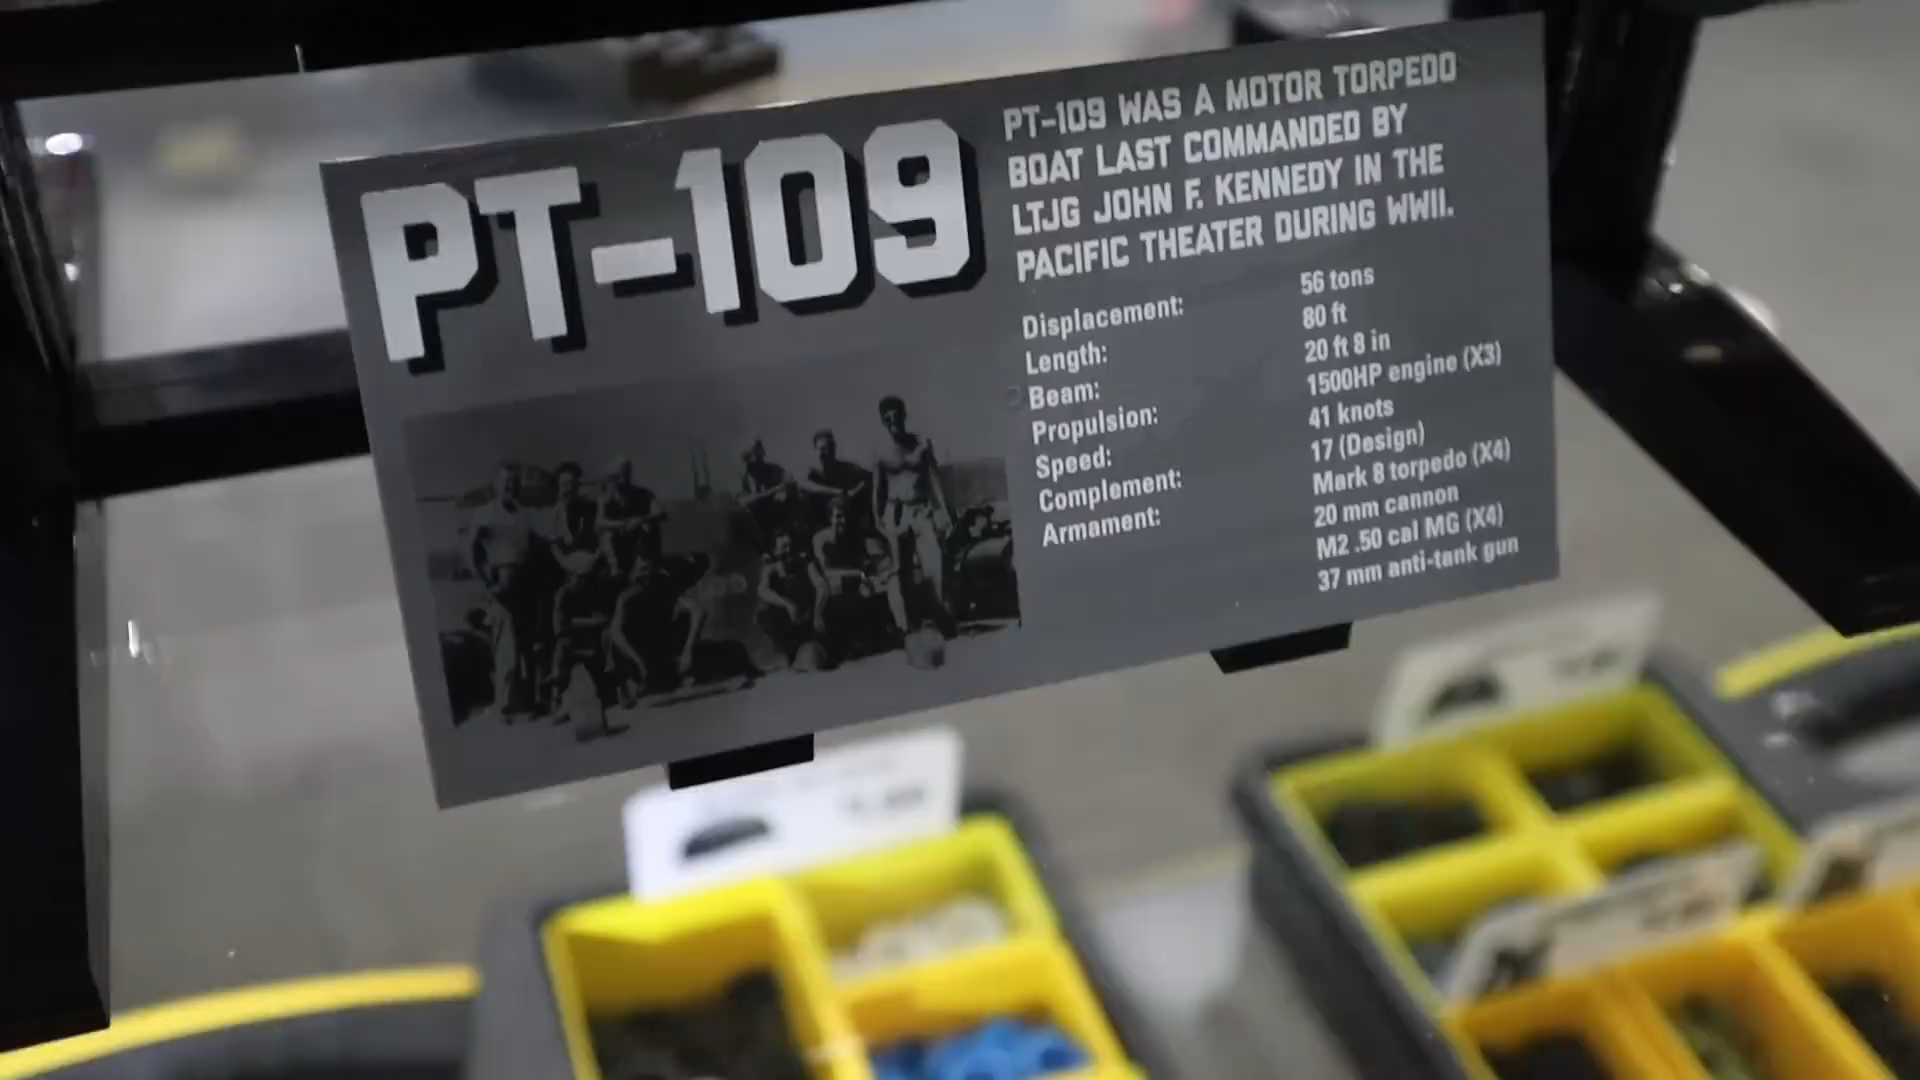 PT-109
PT-109 WAS A MOTOR TORPEDO
BOAT LAST COMMANDED BY
LTJG JOHN F. KENNEDY IN THE
PACIFIC THEATER DURING WWII.
Displacement: 56 tons
Length: 80 ft
Beam: 20 ft 8 in
Propulsion: 1500HP engine (X3)
Speed: 41 knots
Complement: 17 (Design)
Armament: Mark 8 torpedo (X4)
20 mm cannon
M2 .50 cal MG (X4)
37 mm anti-tank gun